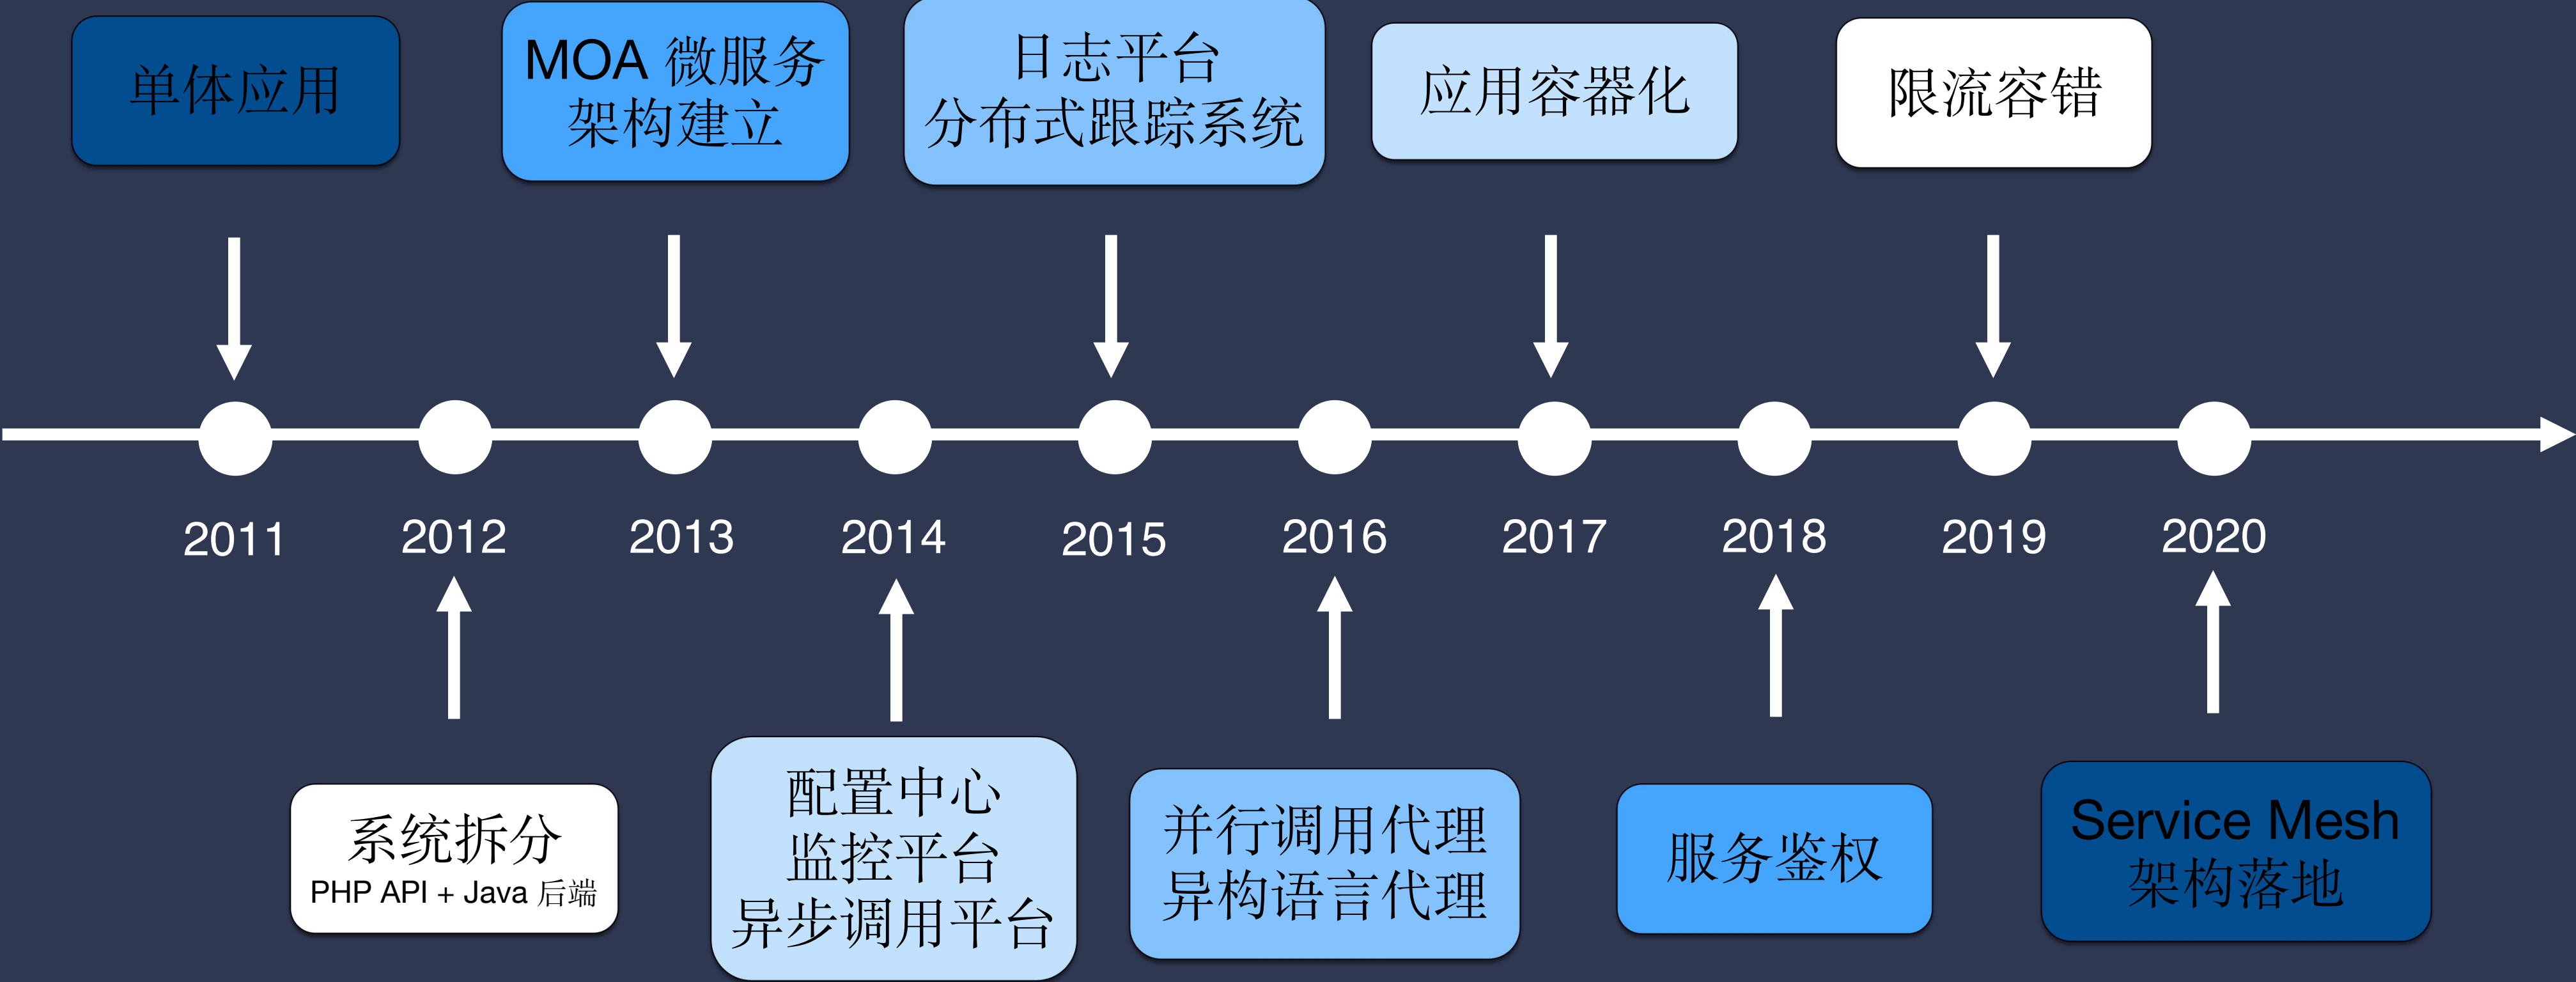 单体应用
MOA 微服务
架构建立
日志平台
分布式跟踪系统
应用容器化
限流容错
2011
2012
2013
2014
2015
2016
2017
2018
2019
2020
系统拆分
PHP API + Java 后端
配置中心
监控平台
异步调用平台
并行调用代理
异构语言代理
服务鉴权
Service Mesh
架构落地